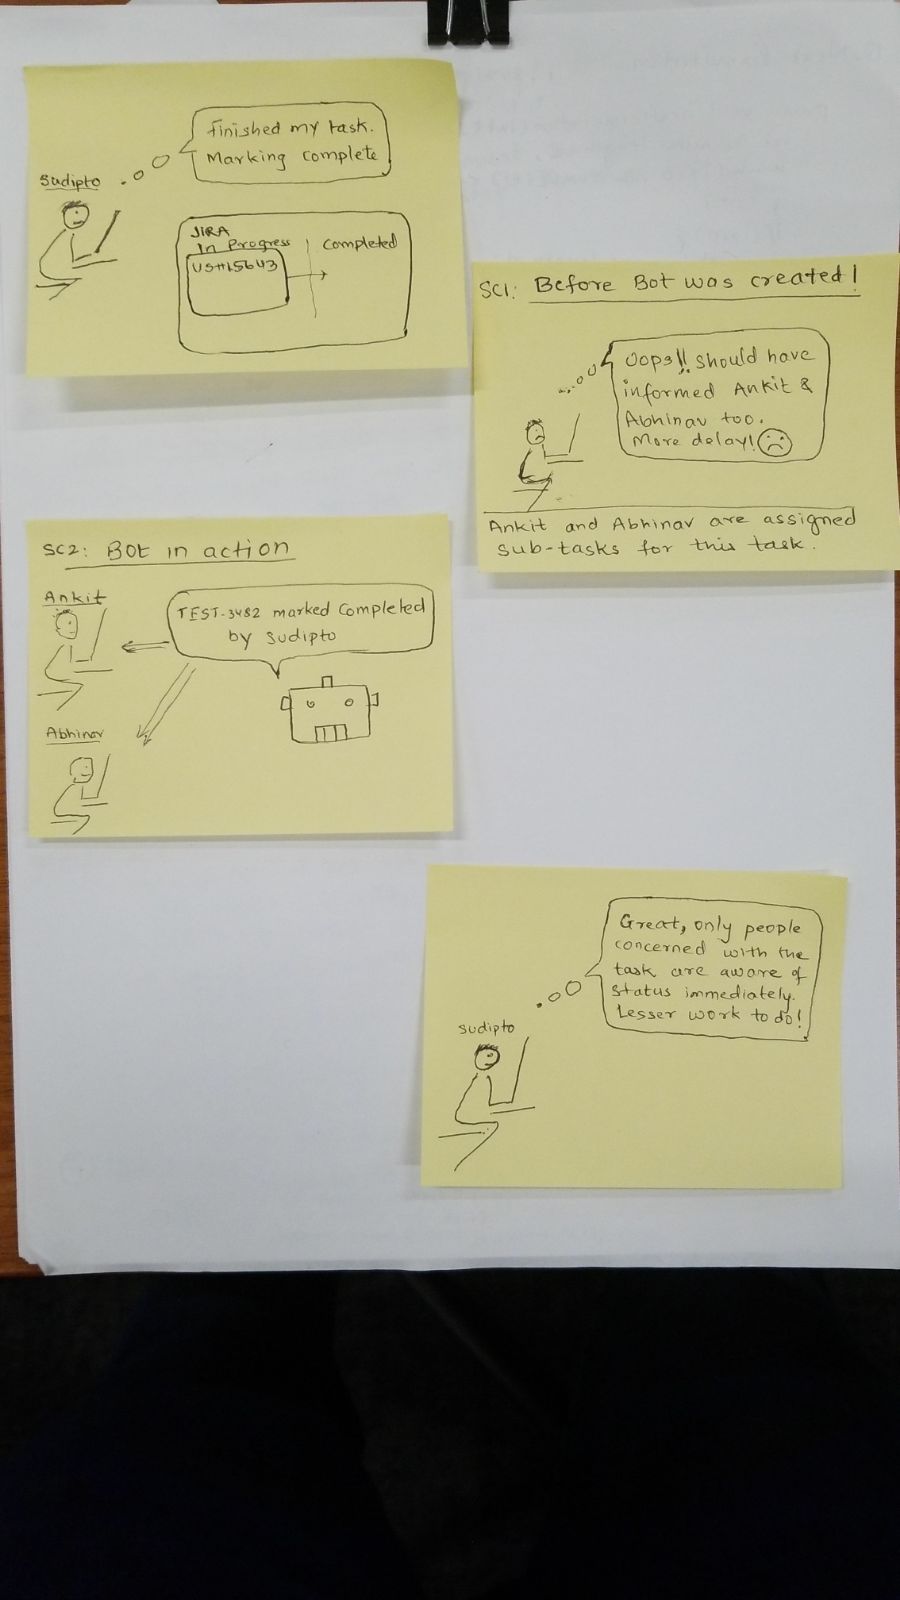 Finished my task.
Marking complete
Sudipto
JIRA
In Progress
Completed
US#15643
SC1: Before Bot was created!
Oops!! should have
informed Ankit &
Abhinav too.
More delay!
Ankit and Abhinav are assigned
sub-tasks for this task.
SC2: Bot in action
Ankit
TEST-3482 marked completed
by Sudipto
Abhinav
Great, only people
concerned with the
task are aware of
status immediately.
Lesser work to do!
Sudipto